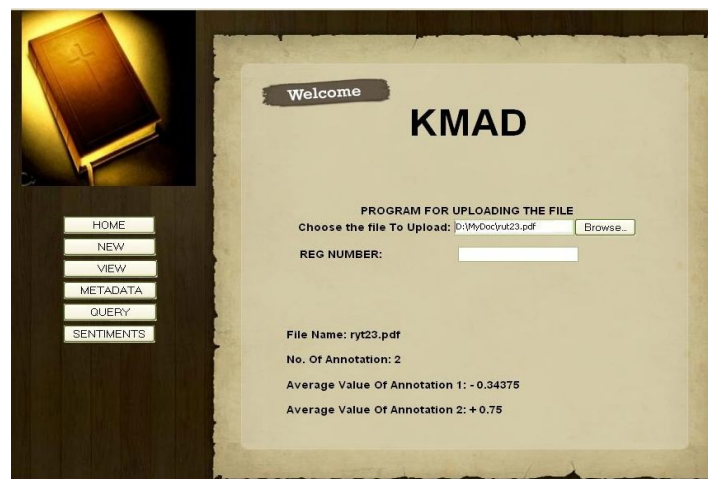 Welcome
KMAD
PROGRAM FOR UPLOADING THE FILE
Choose the file To Upload: D:\MyDoc\rut23.pdf Browse..
REG NUMBER:
HOME
NEW
VIEW
METADATA
QUERY
SENTIMENTS
File Name: ryt23.pdf
No. Of Annotation: 2
Average Value Of Annotation 1: - 0.34375
Average Value Of Annotation 2: + 0.75